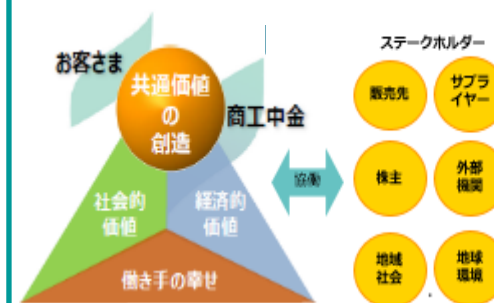 お客さま
共通価値
の
創造
商工中金
社会的
価値
経済的
価値
働き手の幸せ
協働
ステークホルダー
販売先
サプラ
イヤー
株主
外部
機関
地域
社会
地球
環境